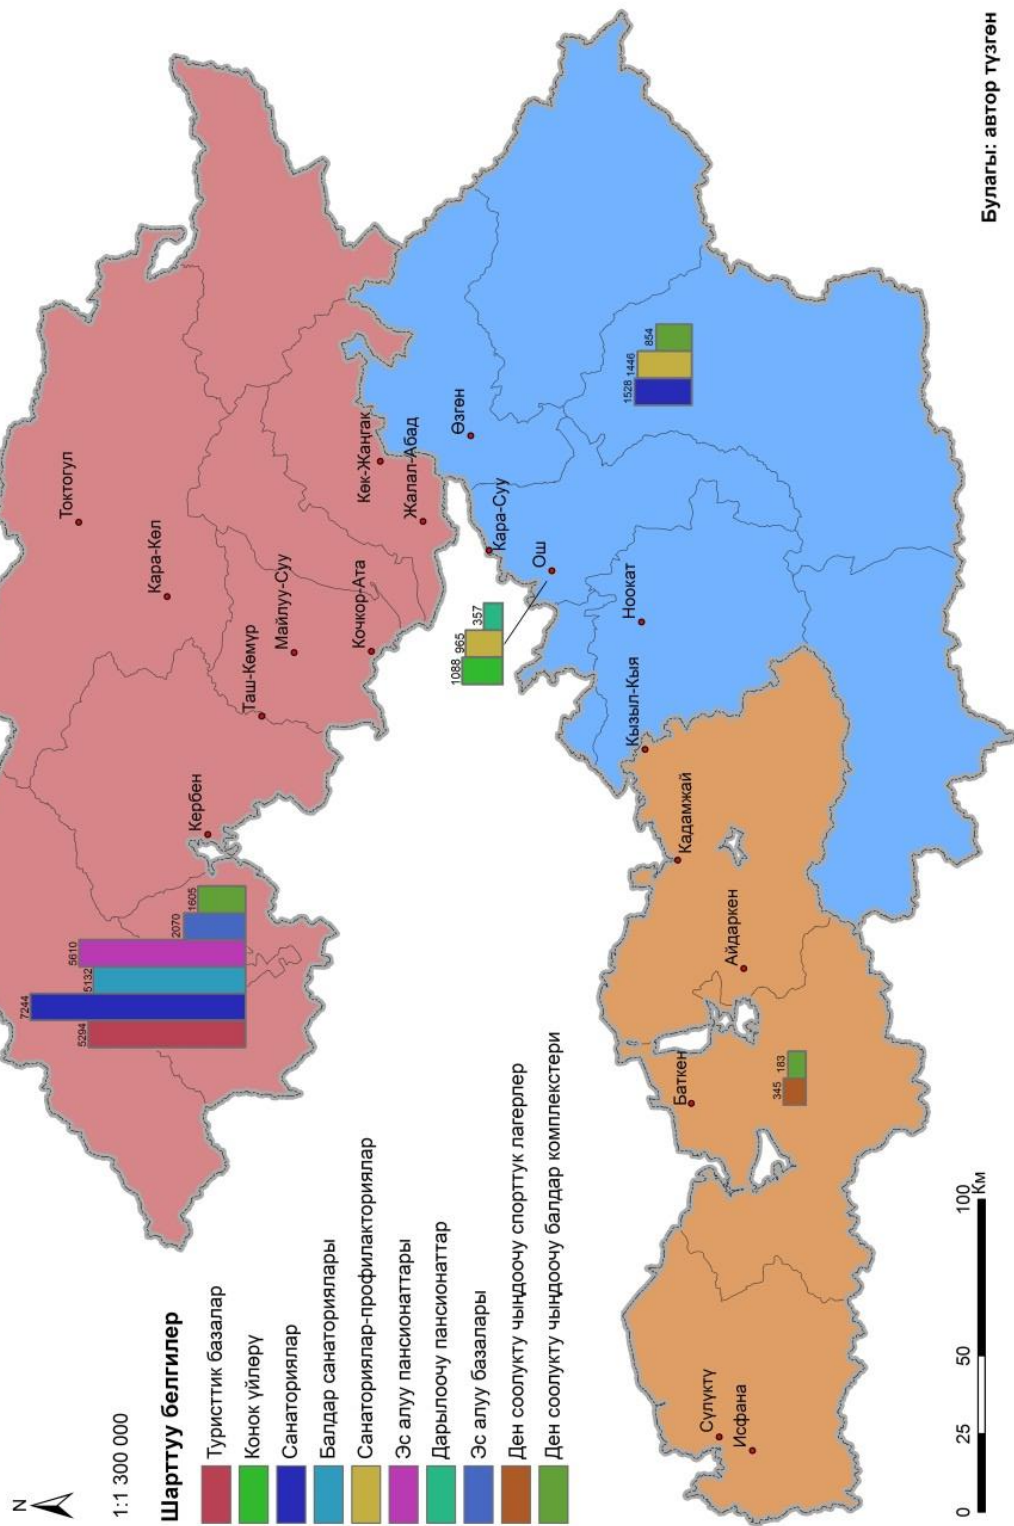 N
1:1 300 000
Шарттуу белгилер
Туристтик базалар
Конок үйлөрү
Санаториялар
Балдар санаториялары
Санаториялар-профилакториялар
Эс алуу пансионаттары
Дарылоочу пансионаттар
Эс алуу базалары
Ден соолукту чыңдоочу спорттук лагерлер
Ден соолукту чыңдоочу балдар комплекстери
5294
7244
5132
5610
2070
1605
Токтогул
Кара-Көл
Кербен
Таш-Көмүр
Майлуу-Суу
Кочкор-Ата
Көк-Жаңгак
Жалал-Абад
Өзгөн
Кара-Суу
Ош
1088
965
357
Ноокат
Кызыл-Кыя
1528
1446
854
Кадамжай
Айдаркен
Баткен
345
183
Сүлүктү
Исфана
0
25
50
100
Км
Булагы: автор түзгөн